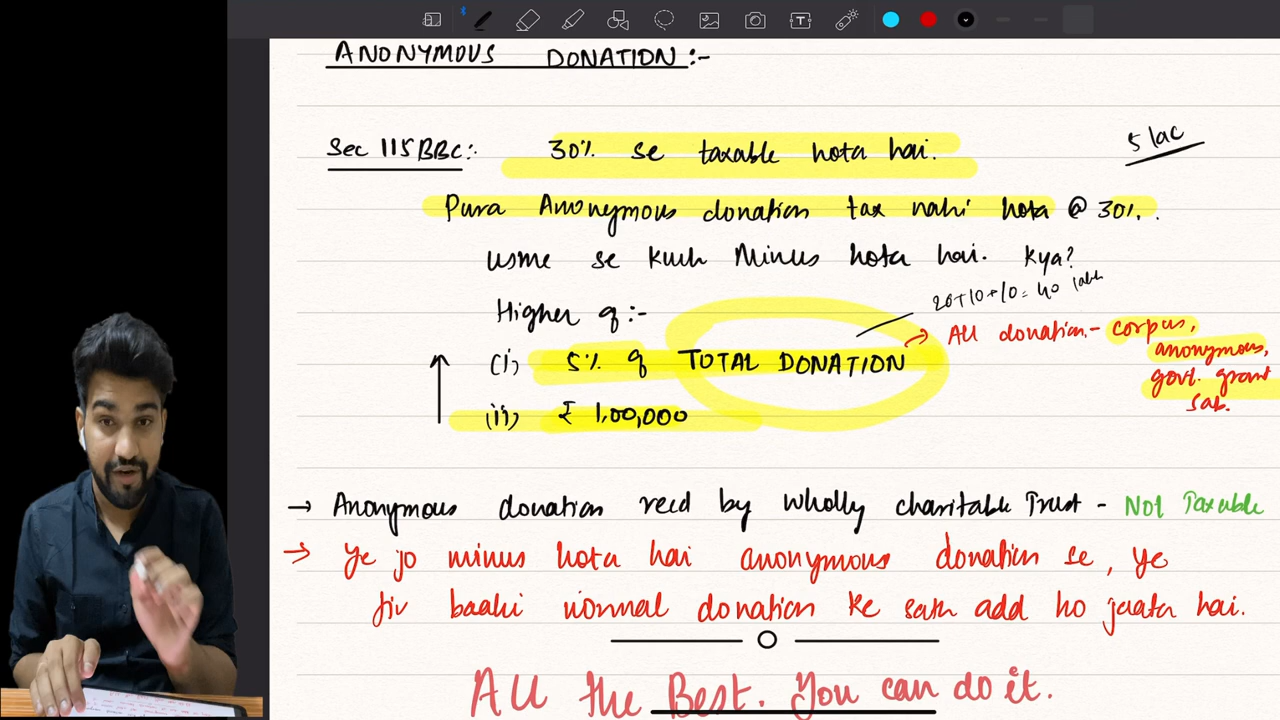 ANONYMOUS DONATION:-
Sec 115BBC:- 30% se taxable hota hai.
5 lac
Pura Anonymous donation tax nahi hota @ 30%.
usme se kuch Minus hota hai. Kya?
Higher of:-
20+10+10=40 lakh
(i) 5% of TOTAL DONATION
→ All donation.- corpus,
anonymous,
govt. grant
sab.
(ii) ₹ 1,00,000
→ Anonymous donation recd by wholly charitable Trust - Not Taxable
→ Ye jo minus hota hai anonymous donation se, ye
fir baaki normal donation ke sath add ho jaata hai.
All the Best. You can do it.